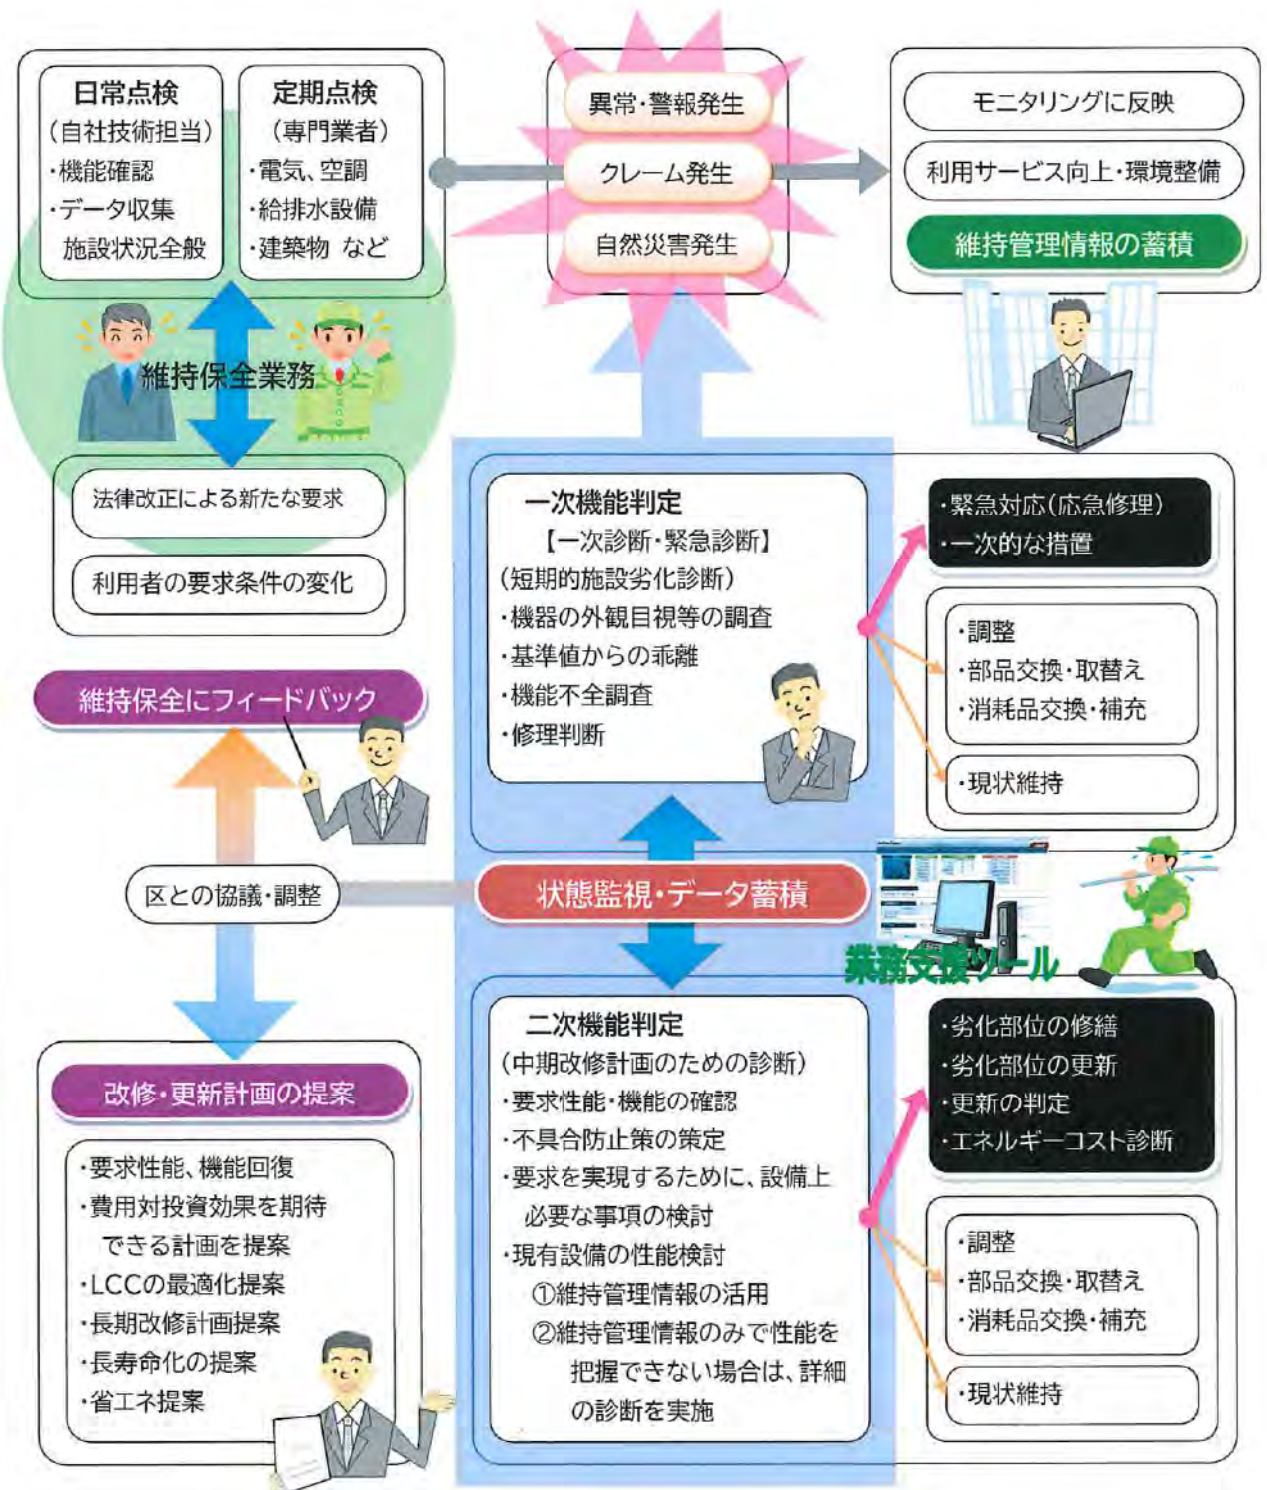 日常点検
(自社技術担当)
・機能確認
・データ収集
施設状況全般
定期点検
(専門業者)
・電気、空調
・給排水設備
・建築物 など
異常・警報発生
クレーム発生
自然災害発生
モニタリングに反映
利用サービス向上・環境整備
維持管理情報の蓄積
維持保全業務
法律改正による新たな要求
利用者の要求条件の変化
維持保全にフィードバック
区との協議・調整
一次機能判定
【一次診断・緊急診断】
(短期的施設劣化診断)
・機器の外観目視等の調査
・基準値からの乖離
・機能不全調査
・修理判断
・緊急対応(応急修理)
・一次的な措置
・調整
・部品交換・取替え
・消耗品交換・補充
・現状維持
状態監視・データ蓄積
業務支援ツール
改修・更新計画の提案
・要求性能、機能回復
・費用対投資効果を期待
できる計画を提案
・LCCの最適化提案
・長期改修計画提案
・長寿命化の提案
・省エネ提案
二次機能判定
(中期改修計画のための診断)
・要求性能・機能の確認
・不具合防止策の策定
・要求を実現するために、設備上
必要な事項の検討
・現有設備の性能検討
①維持管理情報の活用
②維持管理情報のみで性能を
把握できない場合は、詳細
の診断を実施
・劣化部位の修繕
・劣化部位の更新
・更新の判定
・エネルギーコスト診断
・調整
・部品交換・取替え
・消耗品交換・補充
・現状維持